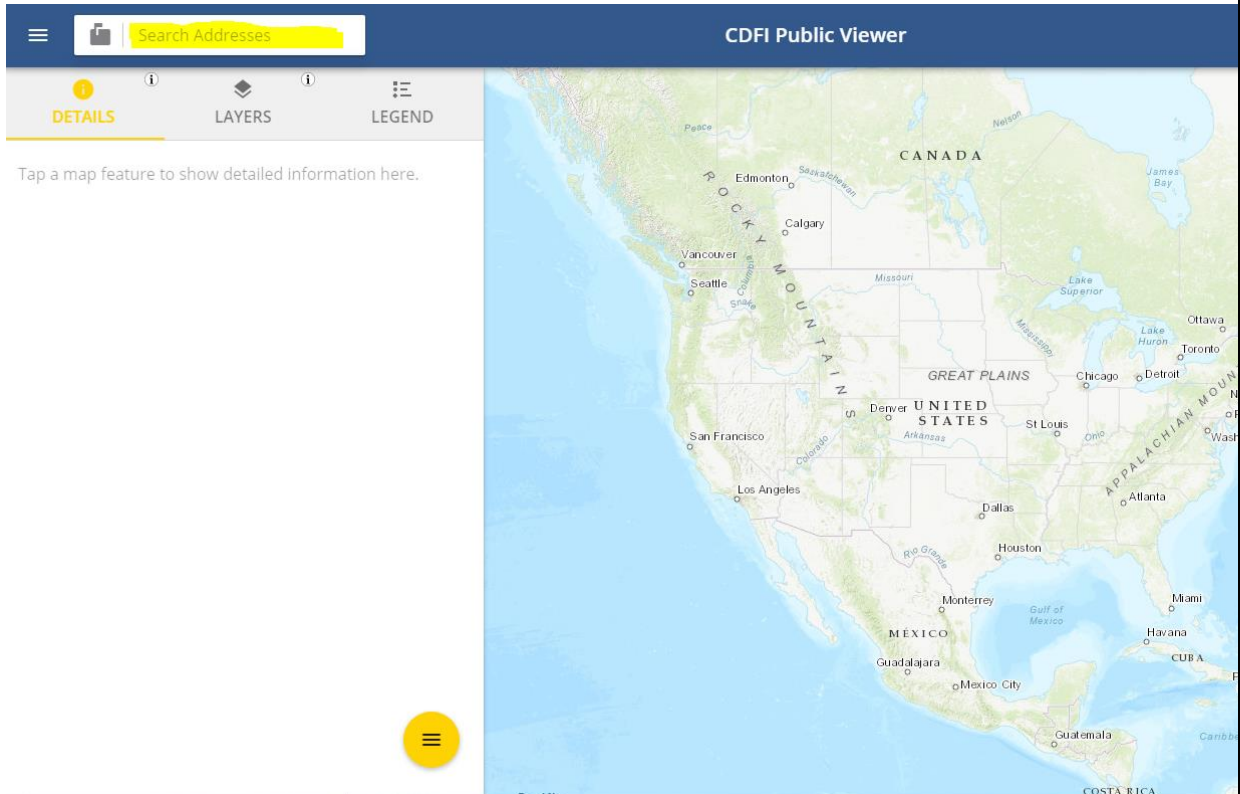 Search Addresses
CDFI Public Viewer
DETAILS
LAYERS
LEGEND
Tap a map feature to show detailed information here.
Peace
Nelson
CANADA
James
Bay
Edmonton
Saskatchewan
ROCKY MOUNTAINS
Calgary
Vancouver
Columbia
Seattle
Snake
Missouri
Lake
Superior
Mississippi
Ottawa
Lake
Huron
Toronto
GREAT PLAINS
Chicago
Detroit
APPALACHIAN MOUN
Denver
UNITED
STATES
St Louis
Ohio
Wash
San Francisco
Colorado
Arkansas
Los Angeles
Atlanta
Dallas
Rio Grande
Houston
Monterrey
Gulf of
Mexico
Miami
MÉXICO
Havana
CUBA
Guadalajara
Mexico City
Guatemala
Caribbe
COSTA RICA